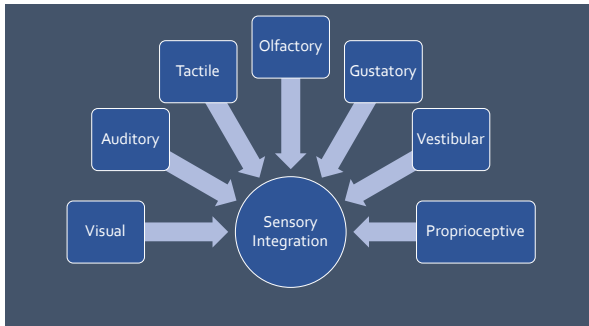 Olfactory
Tactile
Gustatory
Auditory
Vestibular
Visual
Sensory
Integration
Proprioceptive